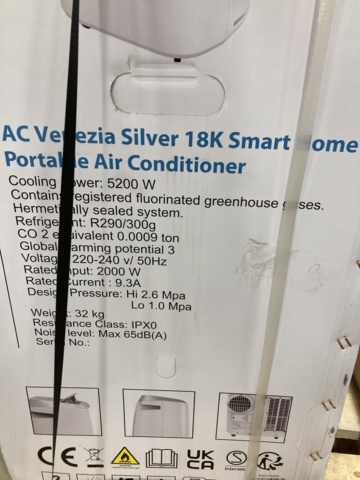 AC Venezia Silver 18K Smart Home
Portable Air Conditioner
Cooling power: 5200 W
Contains registered fluorinated greenhouse gases.
Hermetically sealed system.
Refrigerant: R290/300g
CO 2 equivalent 0.0009 ton
Global warming potential 3
Voltage 220-240 v/ 50Hz
Rated Input: 2000 W
Rated Current : 9.3A
Design Pressure: Hi 2.6 Mpa
Lo 1.0 Mpa
Weight: 32 kg
Resistance Class: IPX0
Noise level: Max 65dB(A)
Serial No.:
CE
UK
CA
Intertek